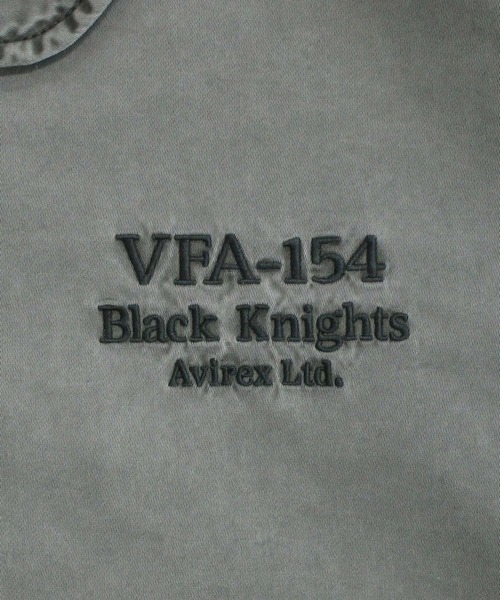 VFA-154
Black Knights
Avirex Ltd.